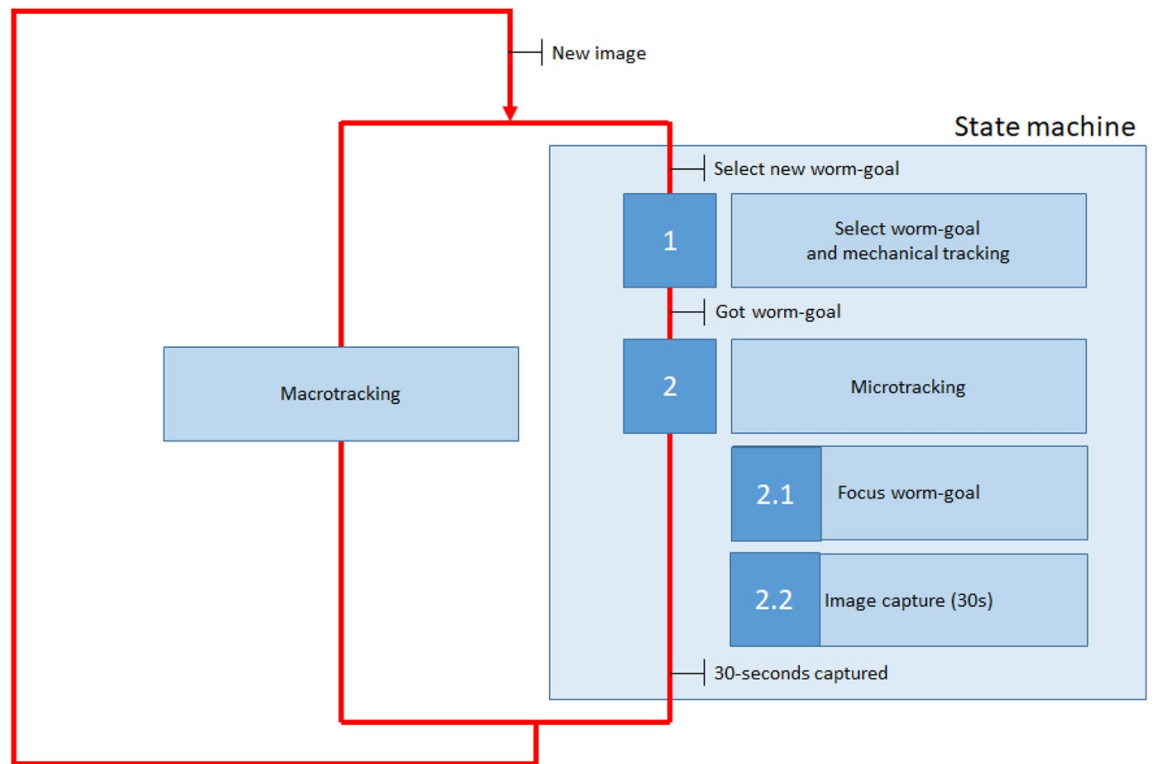 New image
State machine
Select new worm-goal
1
Select worm-goal
and mechanical tracking
Got worm-goal
Macrotracking
2
Microtracking
2.1
Focus worm-goal
2.2
Image capture (30s)
30-seconds captured